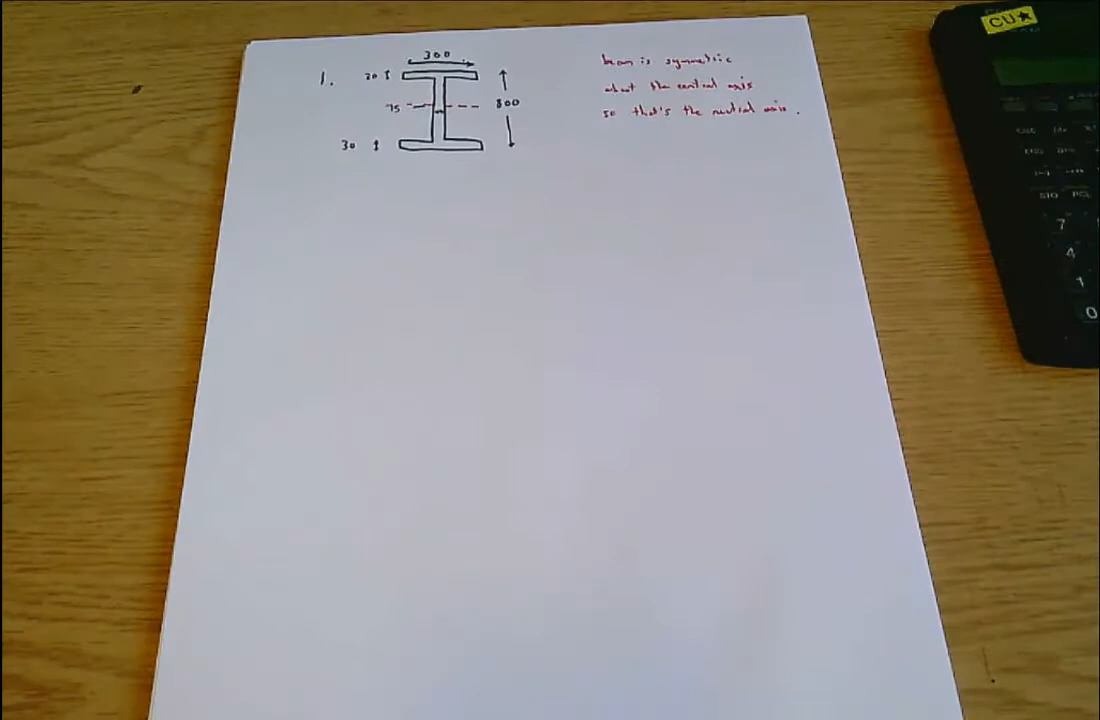 1.
300
20
75
800
30
beam is symmetric
about the central axis
so that's the neutral axis.
CU★
7
4
1
0